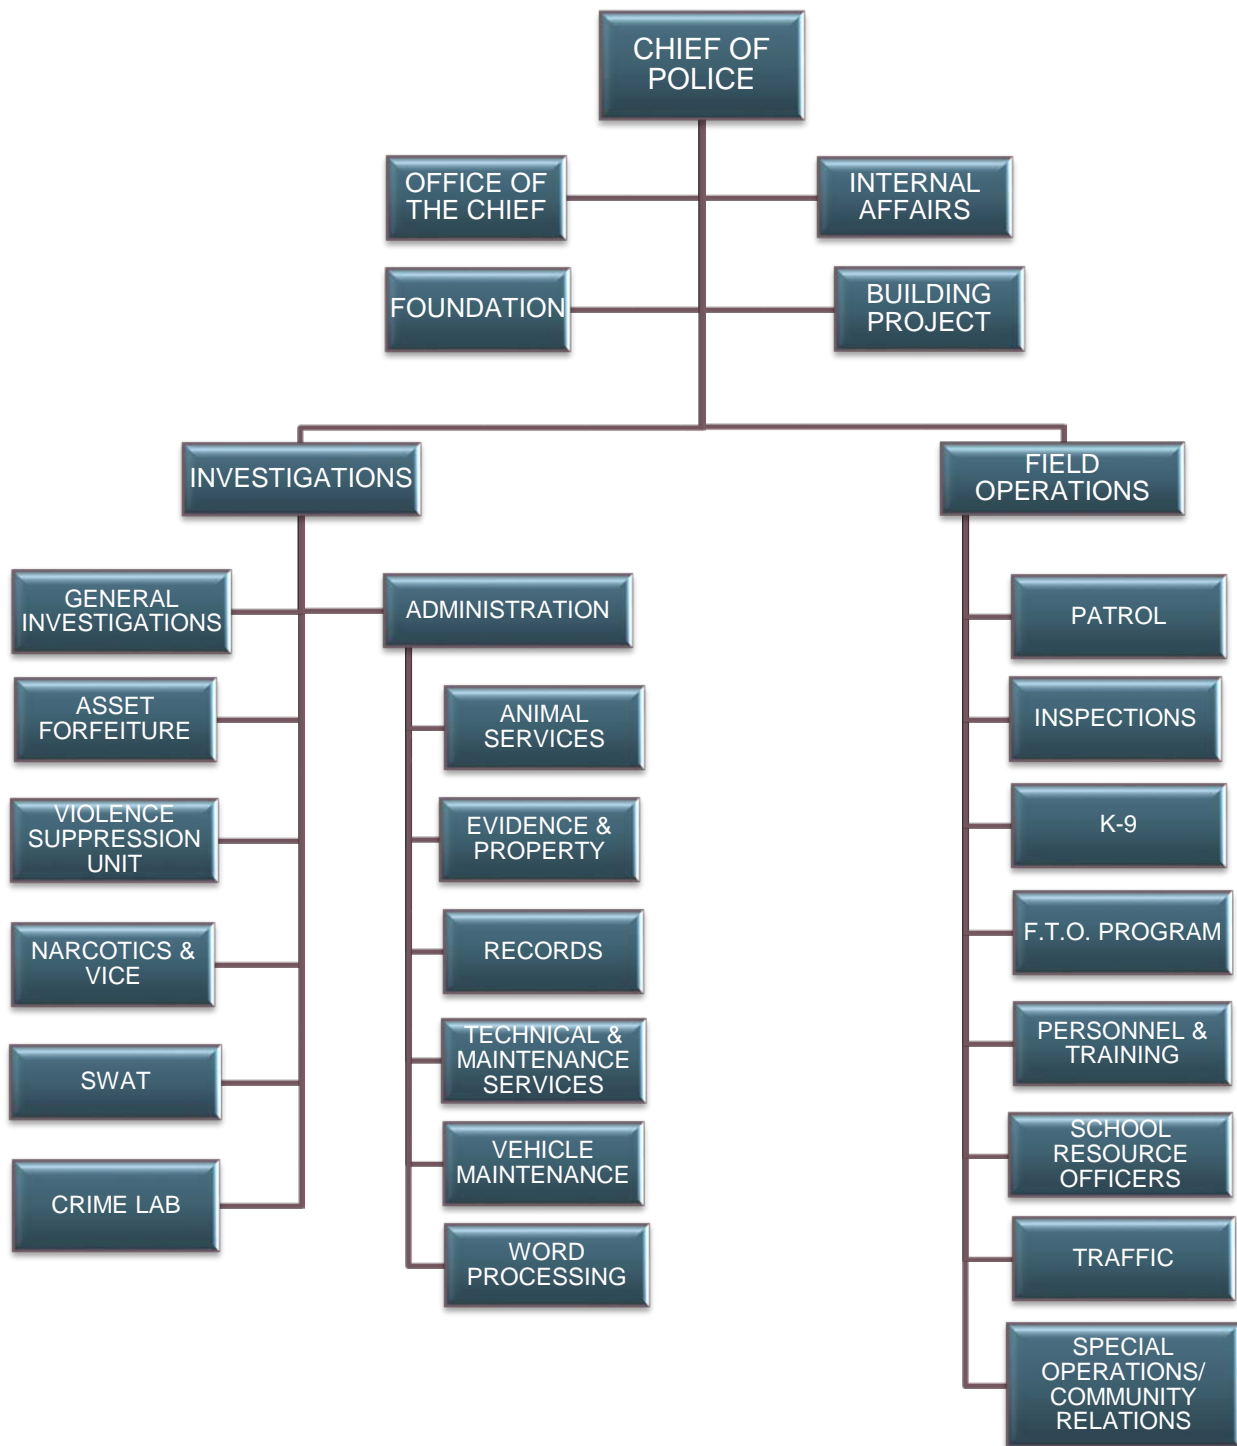 CHIEF OF
POLICE
OFFICE OF
THE CHIEF
INTERNAL
AFFAIRS
FOUNDATION
BUILDING
PROJECT
INVESTIGATIONS
GENERAL
INVESTIGATIONS
ASSET
FORFEITURE
VIOLENCE
SUPPRESSION
UNIT
NARCOTICS &
VICE
SWAT
CRIME LAB
ADMINISTRATION
ANIMAL
SERVICES
EVIDENCE &
PROPERTY
RECORDS
TECHNICAL &
MAINTENANCE
SERVICES
VEHICLE
MAINTENANCE
WORD
PROCESSING
FIELD
OPERATIONS
PATROL
INSPECTIONS
K-9
F.T.O. PROGRAM
PERSONNEL &
TRAINING
SCHOOL
RESOURCE
OFFICERS
TRAFFIC
SPECIAL
OPERATIONS/
COMMUNITY
RELATIONS